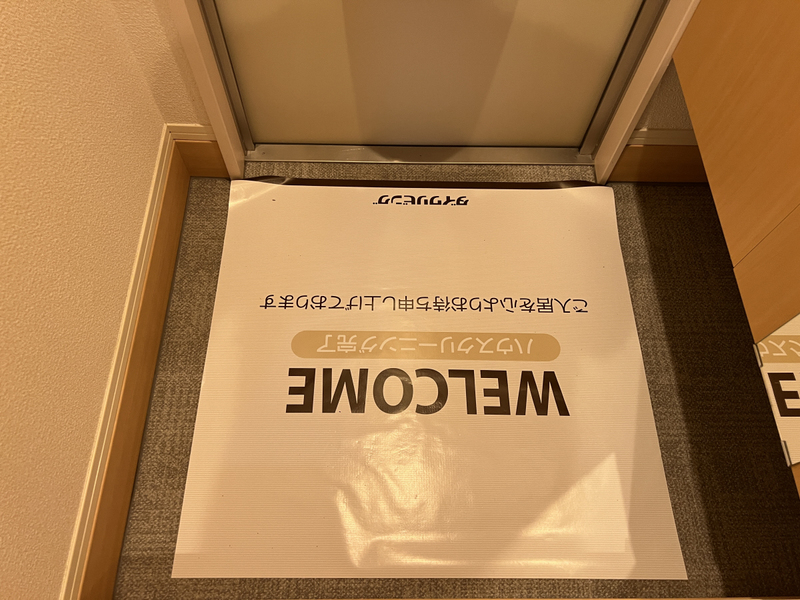 WELCOME
ハウスクリーニング完了
ご入居を心よりお待ち申し上げております
ダイワリビング